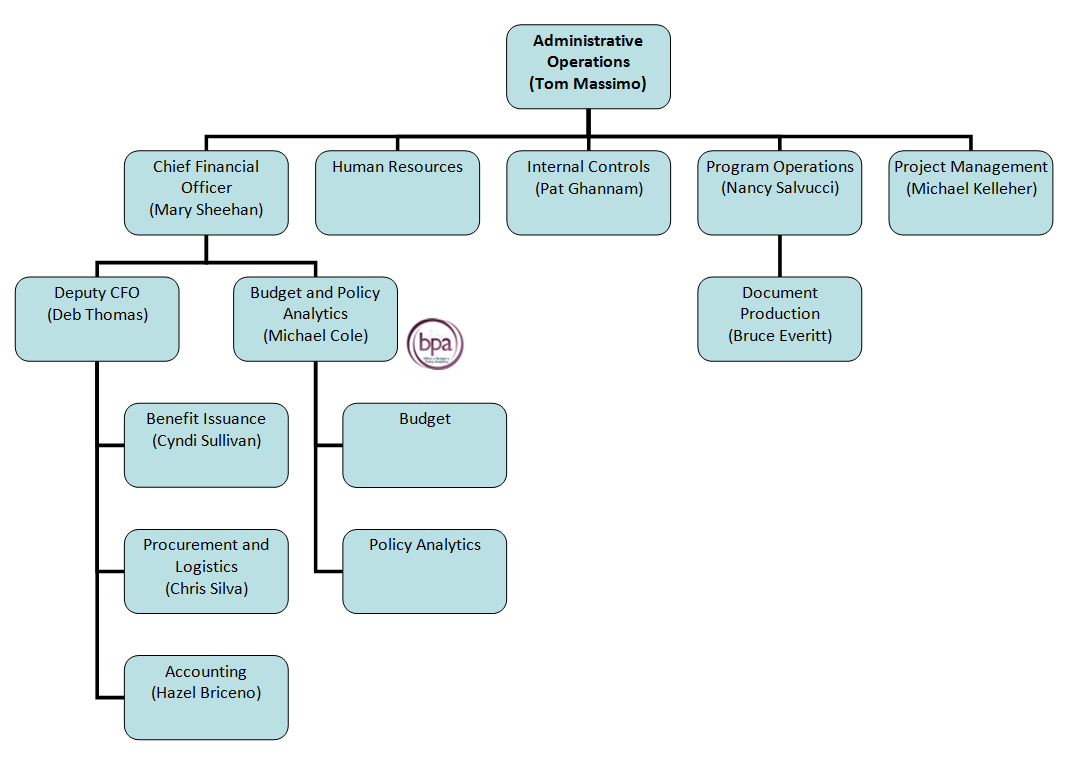 Administrative
Operations
(Tom Massimo)
Chief Financial
Officer
(Mary Sheehan)
Human Resources
Internal Controls
(Pat Ghannam)
Program Operations
(Nancy Salvucci)
Project Management
(Michael Kelleher)
Deputy CFO
(Deb Thomas)
Budget and Policy
Analytics
(Michael Cole)
bpa
Document
Production
(Bruce Everitt)
Benefit Issuance
(Cyndi Sullivan)
Budget
Procurement and
Logistics
(Chris Silva)
Policy Analytics
Accounting
(Hazel Briceno)